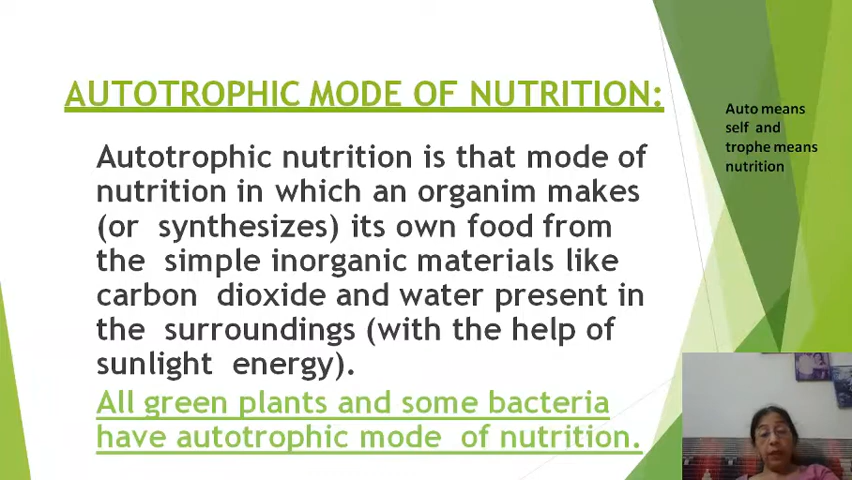 AUTOTROPHIC MODE OF NUTRITION:
Auto means
self and
trophe means
nutrition
Autotrophic nutrition is that mode of
nutrition in which an organim makes
(or synthesizes) its own food from
the simple inorganic materials like
carbon dioxide and water present in
the surroundings (with the help of
sunlight energy).
All green plants and some bacteria
have autotrophic mode of nutrition.